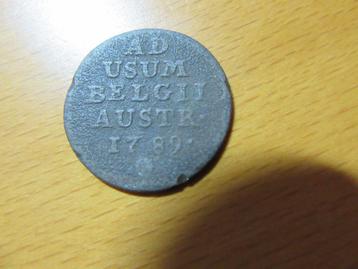 AD
USUM
BELGII
AUSTR·
1789·